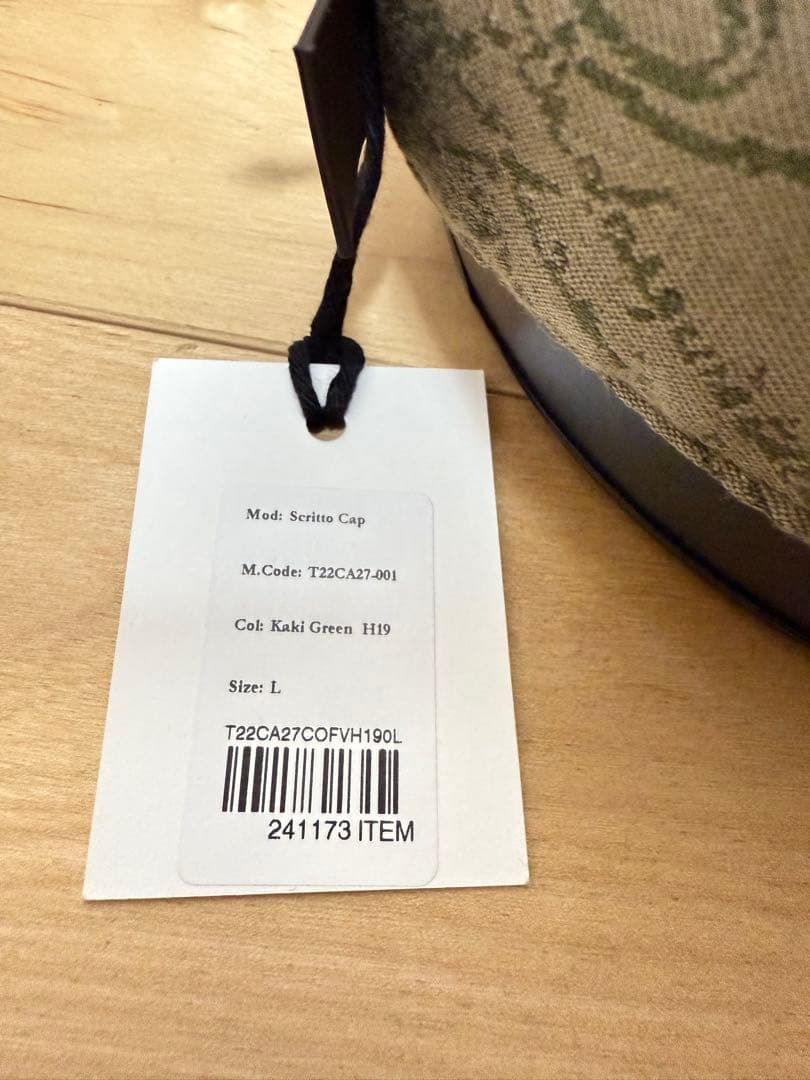 Mod: Scritto Cap
M.Code: T22CA27-001
Col: Kaki Green H19
Size: L
T22CA27COFVH190L
241173 ITEM